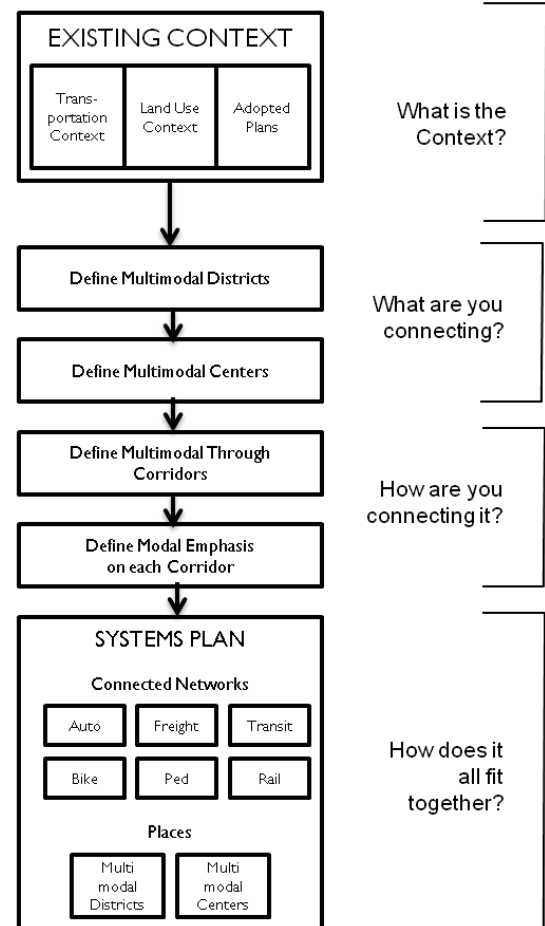 EXISTING CONTEXT
Trans-
portation
Context
Land Use
Context
Adopted
Plans
What is the
Context?
Define Multimodal Districts
What are you
connecting?
Define Multimodal Centers
Define Multimodal Through
Corridors
How are you
connecting it?
Define Modal Emphasis
on each Corridor
SYSTEMS PLAN
Connected Networks
Auto
Freight
Transit
Bike
Ped
Rail
How does it
all fit
together?
Places
Multi
modal
Districts
Multi
modal
Centers